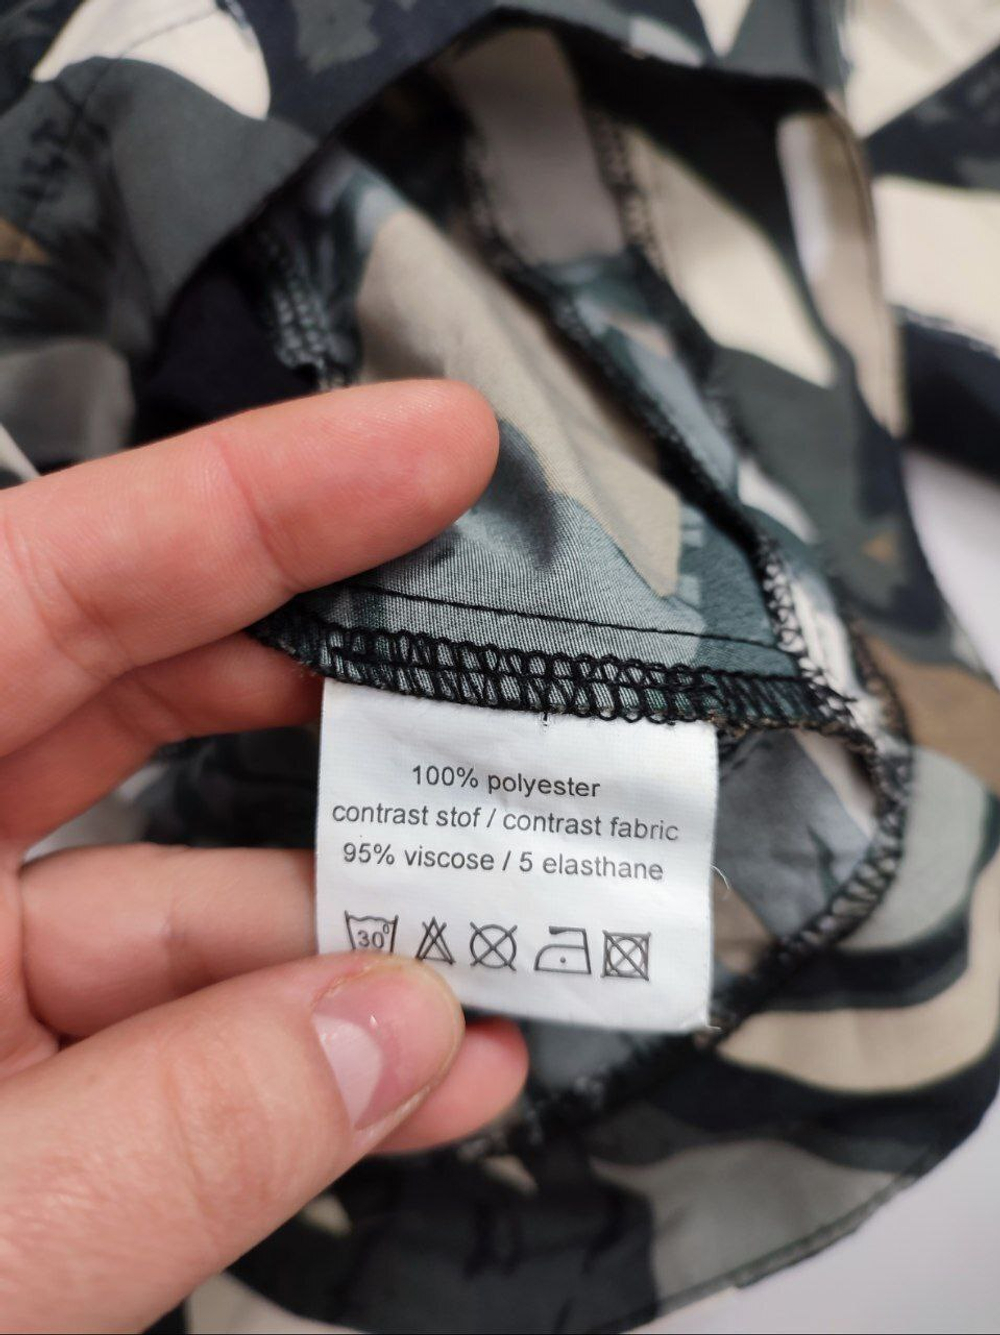 100% polyester
contrast stof / contrast fabric
95% viscose / 5 elasthane
30°